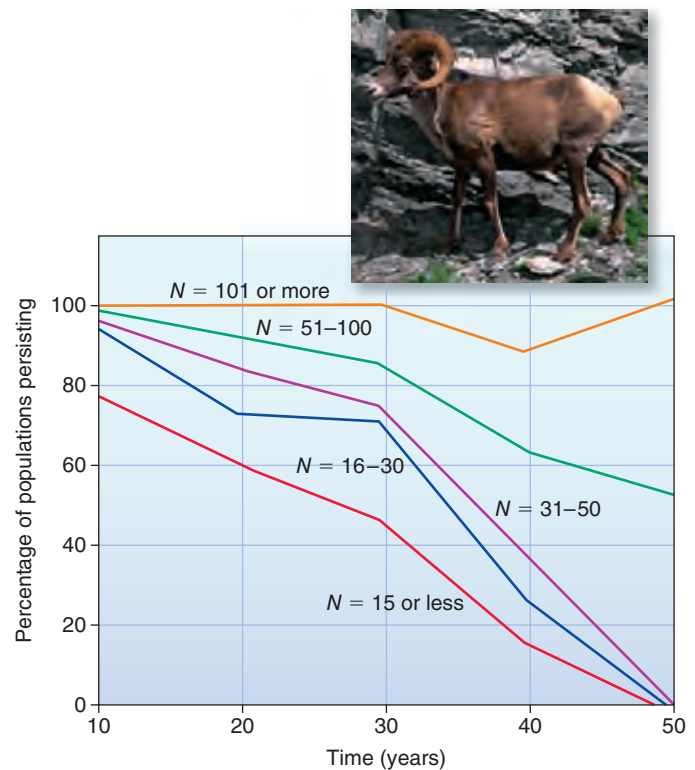 N = 101 or more
N = 51–100
N = 16–30
N = 31–50
N = 15 or less
Percentage of populations persisting
100
80
60
40
20
0
10
20
30
40
50
Time (years)